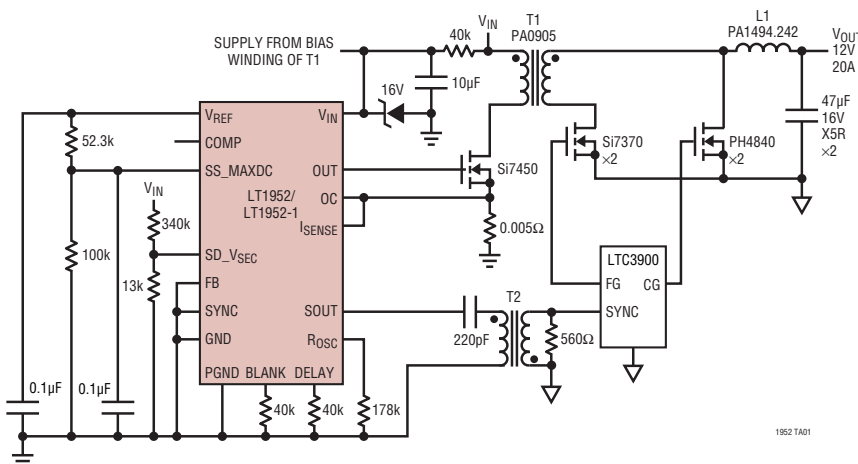 SUPPLY FROM BIAS
WINDING OF T1
40k
VIN
T1
PA0905
L1
PA1494.242
VOUT
12V
20A
10µF
16V
47µF
16V
X5R
×2
52.3k
VREF
COMP
SS_MAXDC
SD_VSEC
FB
SYNC
GND
PGND
BLANK
DELAY
VIN
OUT
OC
ISENSE
SOUT
ROSC
LT1952/
LT1952-1
VIN
340k
100k
13k
0.1µF
0.1µF
40k
40k
178k
Si7450
0.005Ω
Si7370
×2
PH4840
×2
LTC3900
FG
CG
SYNC
T2
220pF
560Ω
1952 TA01